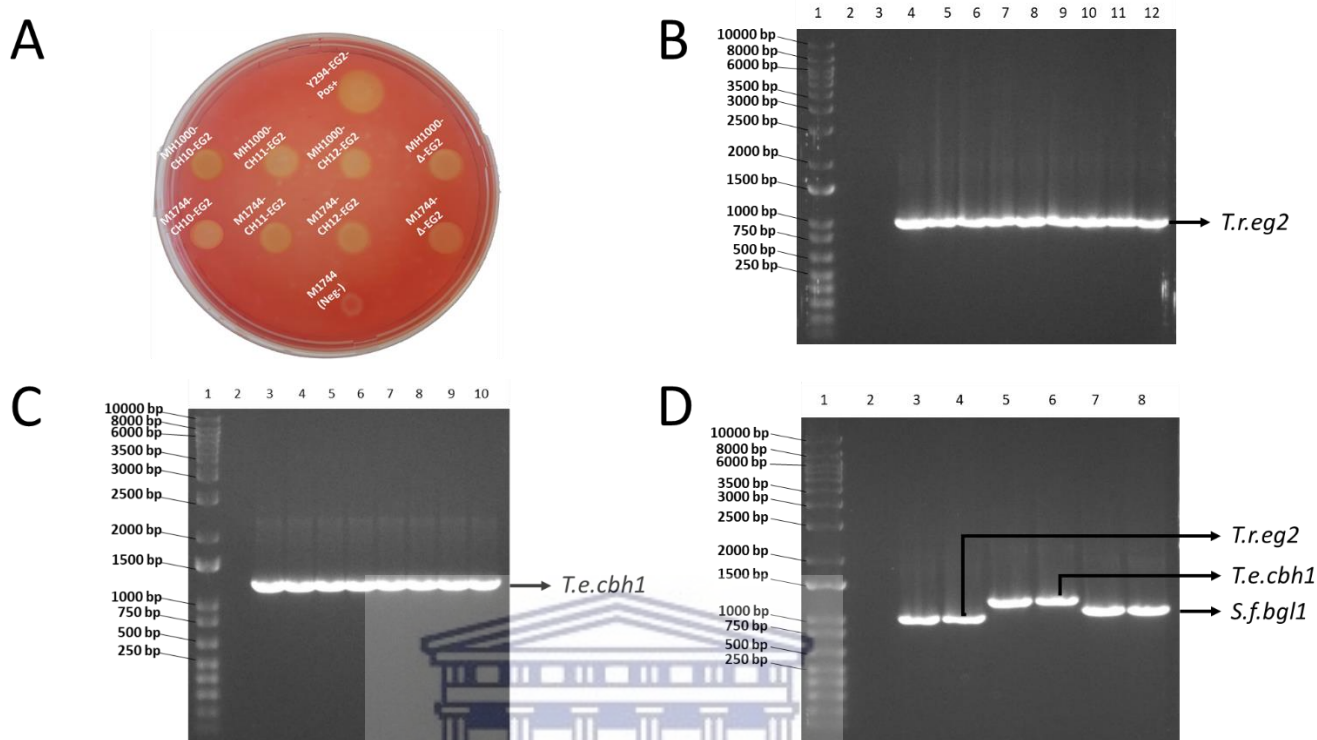 A
Y294-EG2-
Pos+
MH1000-
CH10-EG2
MH1000-
CH11-EG2
MH1000-
CH12-EG2
MH1000-
Δ-EG2
M1744-
CH10-EG2
M1744-
CH11-EG2
M1744-
CH12-EG2
M1744-
Δ-EG2
M1744
(Neg-)
B
1 2 3 4 5 6 7 8 9 10 11 12
10000 bp
8000 bp
6000 bp
3500 bp
3000 bp
2500 bp
2000 bp
1500 bp
1000 bp
750 bp
500 bp
250 bp
T.r.eg2
C
1 2 3 4 5 6 7 8 9 10
10000 bp
8000 bp
6000 bp
3500 bp
3000 bp
2500 bp
2000 bp
1500 bp
1000 bp
750 bp
500 bp
250 bp
T.e.cbh1
D
1 2 3 4 5 6 7 8
10000 bp
8000 bp
6000 bp
3500 bp
3000 bp
2500 bp
2000 bp
1500 bp
1000 bp
750 bp
500 bp
250 bp
T.r.eg2
T.e.cbh1
S.f.bgl1